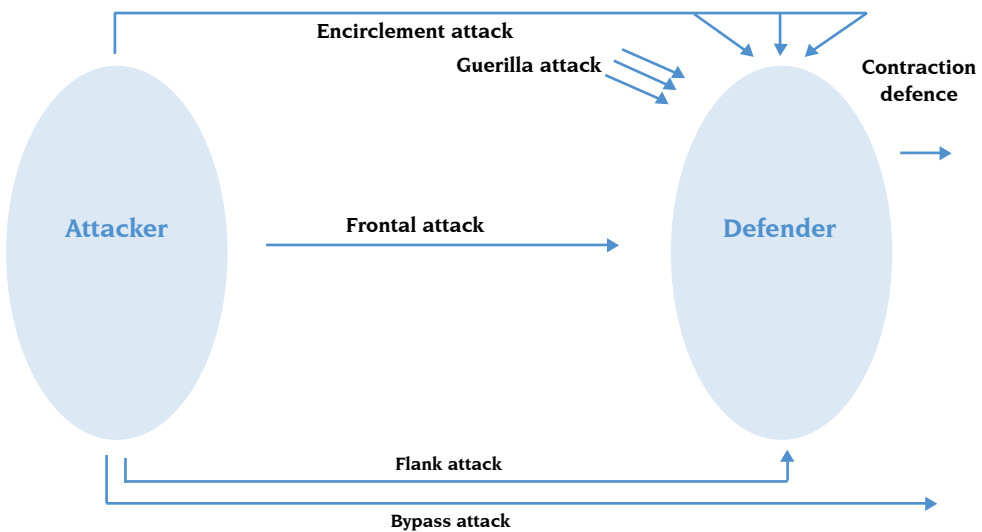 Encirclement attack
Guerilla attack
Contraction
defence
Attacker
Frontal attack
Defender
Flank attack
Bypass attack